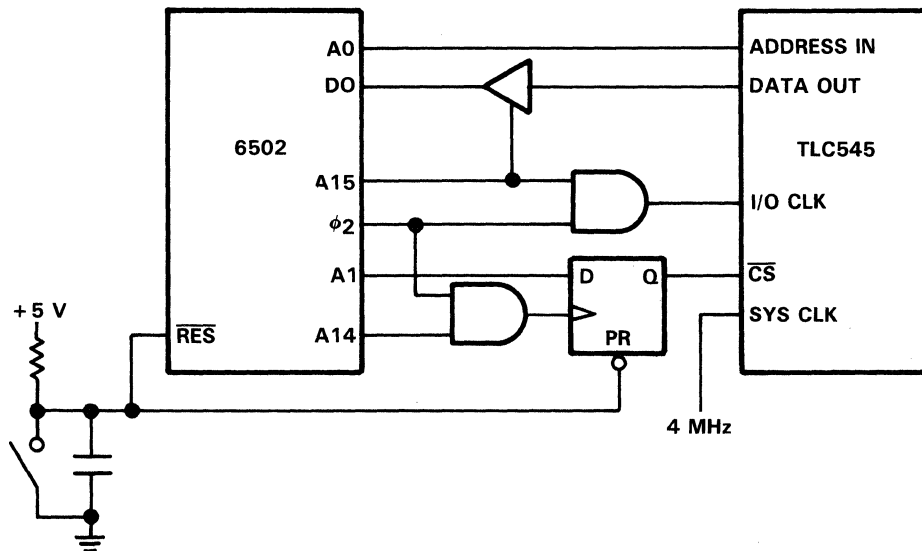 A0
DO
6502
A15
ϕ2
A1
RES
A14
+5 V
D
Q
PR
ADDRESS IN
DATA OUT
TLC545
I/O CLK
CS
SYS CLK
4 MHz